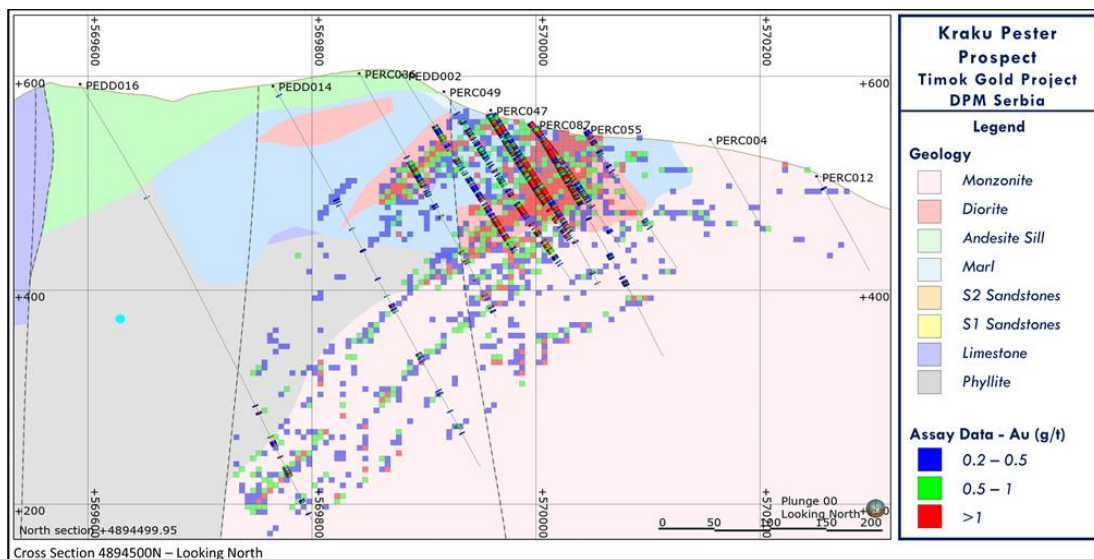 +569600
+569800
+570000
+570200
+600
+600
PEDD016
PEDD014
PERC036
PEDD002
PERC049
PERC047
PERC087
PERC055
PERC004
PERC012
+400
+400
+200
North section +4894499.95
+569600
+569800
+570000
+570200
Plunge 00
Looking North
0 50 100 150 200
Cross Section 4894500N – Looking North
Kraku Pester
Prospect
Timok Gold Project
DPM Serbia
Legend
Geology
Monzonite
Diorite
Andesite Sill
Marl
S2 Sandstones
S1 Sandstones
Limestone
Phyllite
Assay Data - Au (g/t)
0.2 – 0.5
0.5 – 1
>1